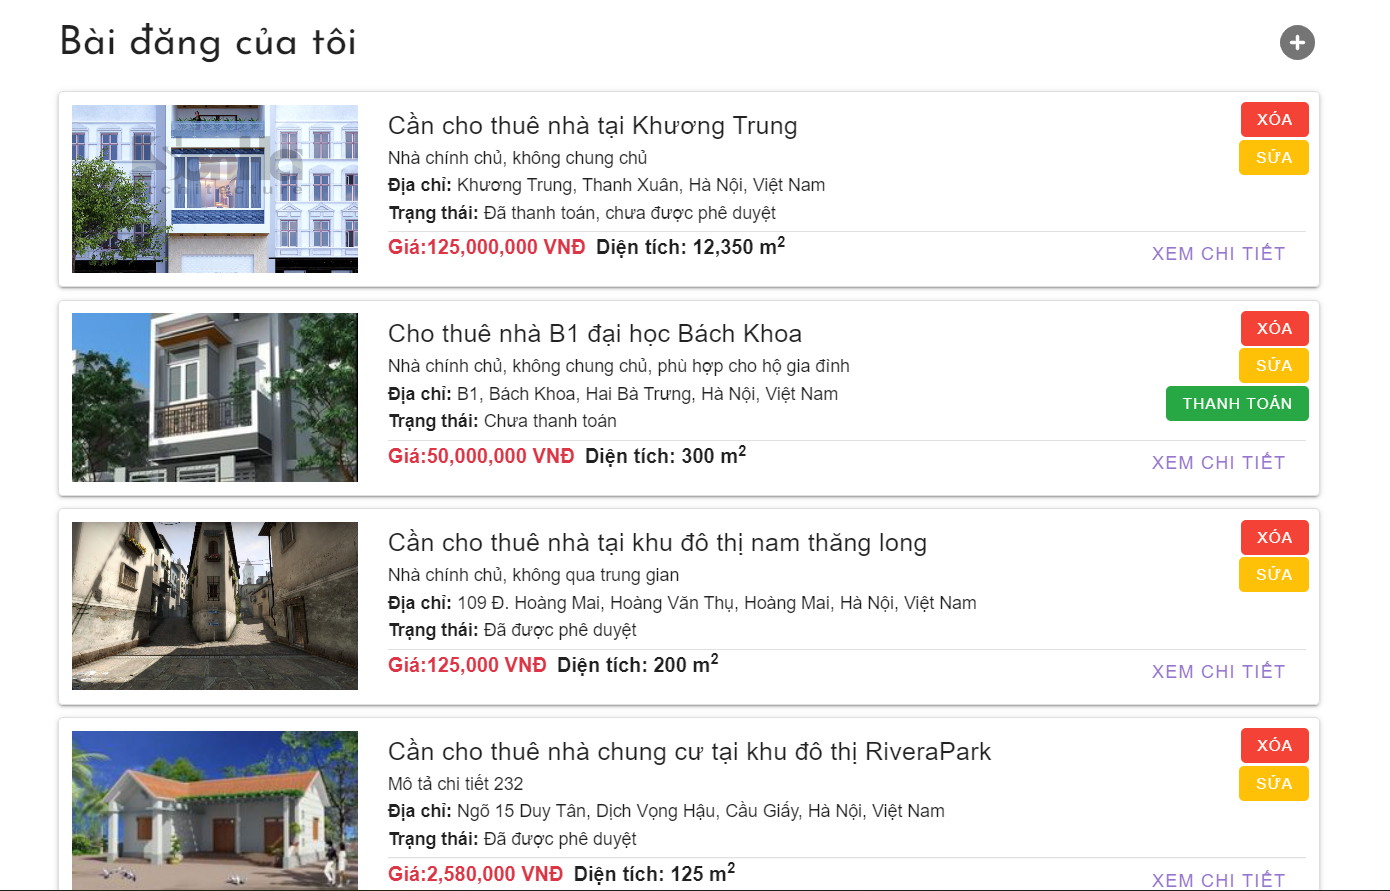 Bài đăng của tôi
Cần cho thuê nhà tại Khương Trung
XÓA
Nhà chính chủ, không chung chủ
SỬA
Địa chỉ: Khương Trung, Thanh Xuân, Hà Nội, Việt Nam
Trạng thái: Đã thanh toán, chưa được phê duyệt
Giá:125,000,000 VNĐ Diện tích: 12,350 m²
XEM CHI TIẾT
Cho thuê nhà B1 đại học Bách Khoa
XÓA
Nhà chính chủ, không chung chủ, phù hợp cho hộ gia đình
SỬA
Địa chỉ: B1, Bách Khoa, Hai Bà Trưng, Hà Nội, Việt Nam
THANH TOÁN
Trạng thái: Chưa thanh toán
Giá:50,000,000 VNĐ Diện tích: 300 m²
XEM CHI TIẾT
Cần cho thuê nhà tại khu đô thị nam thăng long
XÓA
Nhà chính chủ, không qua trung gian
SỬA
Địa chỉ: 109 Đ. Hoàng Mai, Hoàng Văn Thụ, Hoàng Mai, Hà Nội, Việt Nam
Trạng thái: Đã được phê duyệt
Giá:125,000 VNĐ Diện tích: 200 m²
XEM CHI TIẾT
Cần cho thuê nhà chung cư tại khu đô thị RiveraPark
XÓA
Mô tả chi tiết 232
SỬA
Địa chỉ: Ngõ 15 Duy Tân, Dịch Vọng Hậu, Cầu Giấy, Hà Nội, Việt Nam
Trạng thái: Đã được phê duyệt
Giá:2,580,000 VNĐ Diện tích: 125 m²
XEM CHI TIẾT